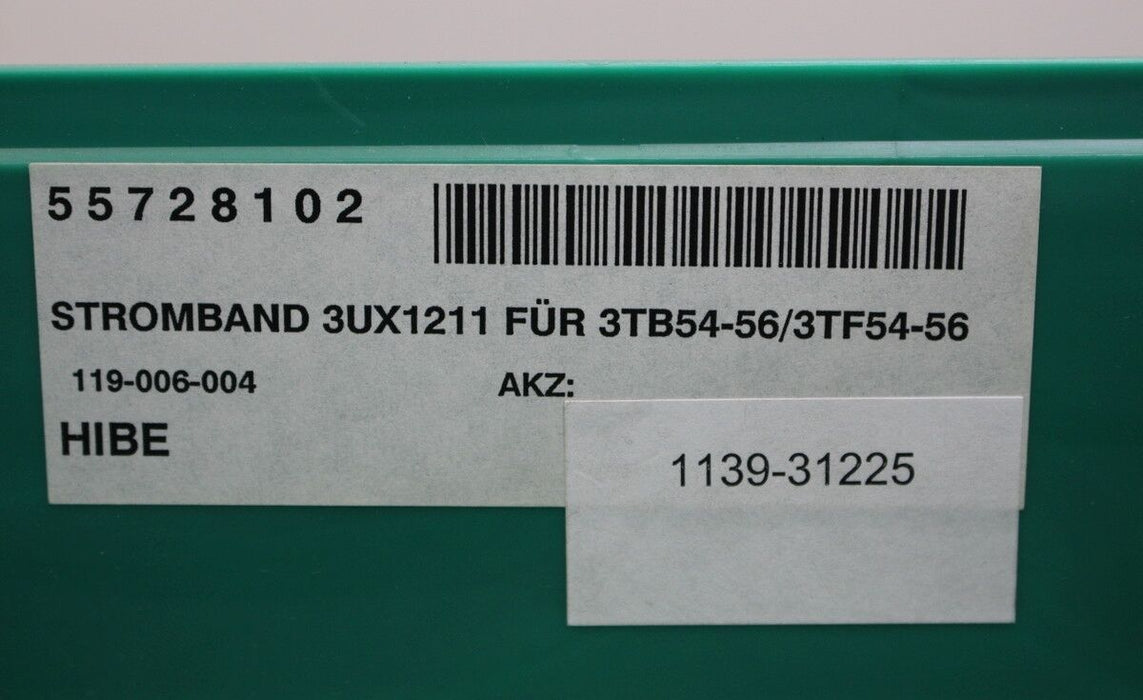 55728102
STROMBAND 3UX1211 FÜR 3TB54-56/3TF54-56
119-006-004 AKZ:
HIBE
1139-31225